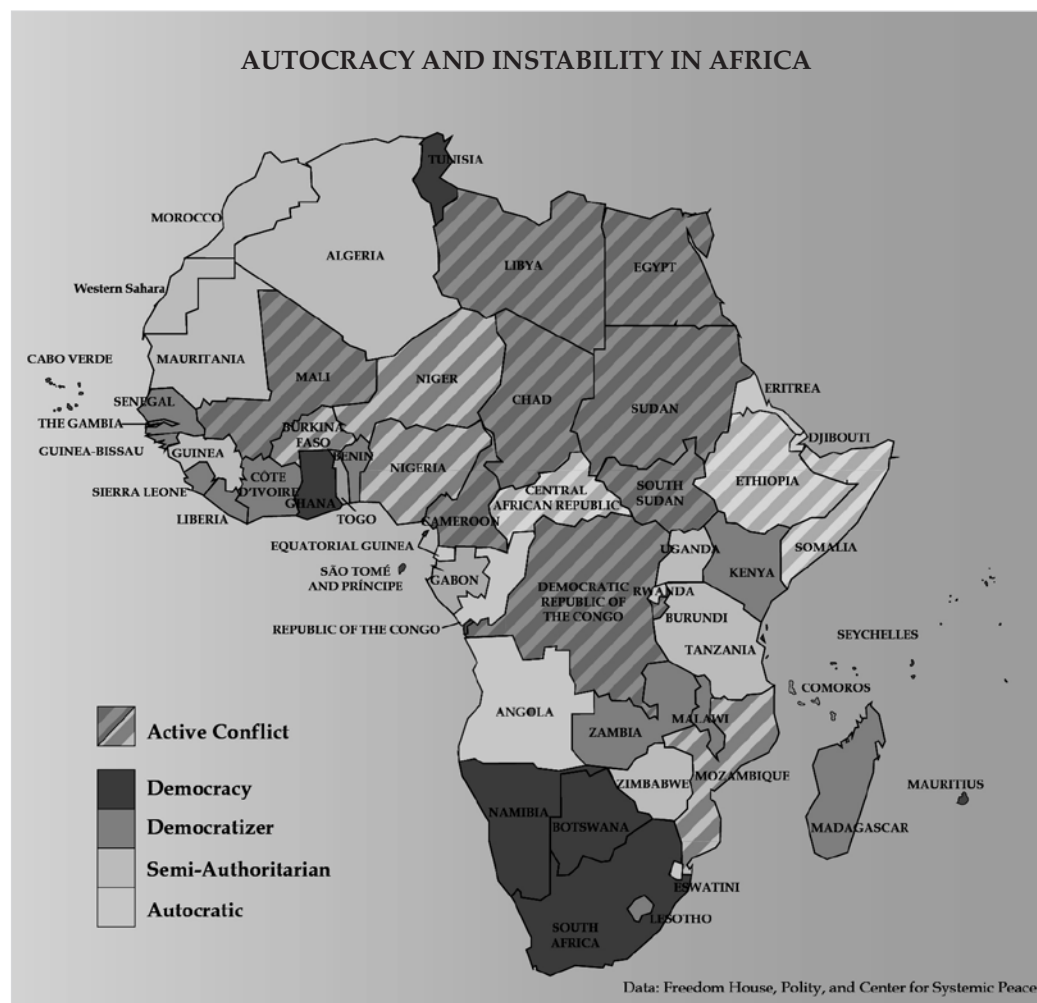 AUTOCRACY AND INSTABILITY IN AFRICA
TUNISIA
MOROCCO
ALGERIA
LIBYA
EGYPT
Western Sahara
MAURITANIA
CABO VERDE
MALI
NIGER
CHAD
SUDAN
ERITREA
SENEGAL
THE GAMBIA
GUINEA-BISSAU
GUINEA
BURKINA
FASO
BENIN
NIGERIA
DJIBOUTI
ETHIOPIA
SIERRA LEONE
LIBERIA
CÔTE
D'IVOIRE
GHANA
TOGO
CAMEROON
CENTRAL
AFRICAN REPUBLIC
SOUTH
SUDAN
SOMALIA
EQUATORIAL GUINEA
SÃO TOMÉ
AND PRÍNCIPE
GABON
REPUBLIC OF THE CONGO
DEMOCRATIC
REPUBLIC OF
THE CONGO
UGANDA
KENYA
RWANDA
BURUNDI
TANZANIA
SEYCHELLES
COMOROS
ANGOLA
ZAMBIA
MALAWI
MOZAMBIQUE
ZIMBABWE
MAURITIUS
MADAGASCAR
NAMIBIA
BOTSWANA
ESWATINI
LESOTHO
SOUTH
AFRICA
Active Conflict
Democracy
Democratizer
Semi-Authoritarian
Autocratic
Data: Freedom House, Polity, and Center for Systemic Peace